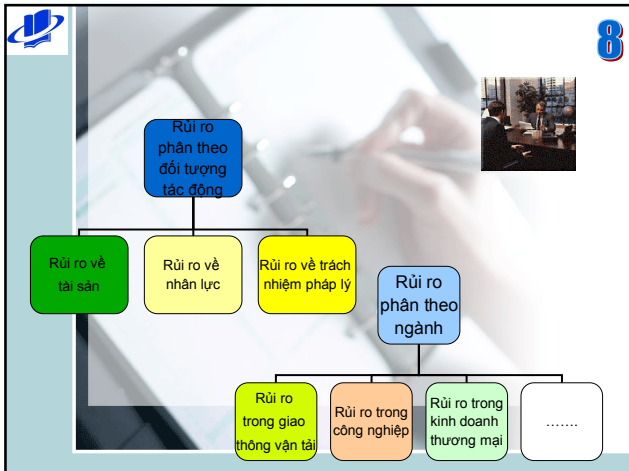 8
Rủi ro
phân theo
đối tượng
tác động
Rủi ro về
tài sản
Rủi ro về
nhân lực
Rủi ro về trách
nhiệm pháp lý
Rủi ro
phân theo
ngành
Rủi ro
trong giao
thông vận tải
Rủi ro trong
công nghiệp
Rủi ro trong
kinh doanh
thương mại
.......